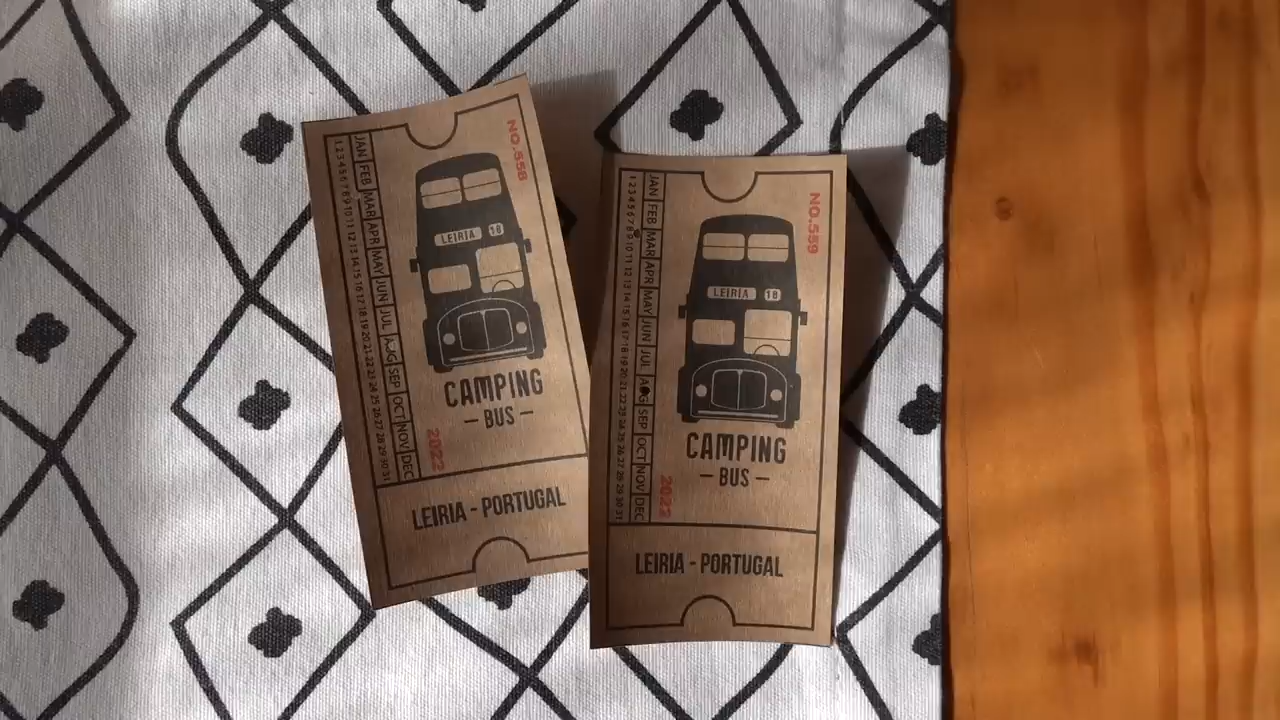 NO.558
JAN FEB MAR APR MAY JUN JUL AUG SEP OCT NOV DEC
1 2 3 4 5 6 7 8 9 10 11 12 13 14 15 16 17 18 19 20 21 22 23 24 25 26 27 28 29 30 31
LEIRIA 18
CAMPING
- BUS -
2022
LEIRIA - PORTUGAL
NO.559
JAN FEB MAR APR MAY JUN JUL AUG SEP OCT NOV DEC
1 2 3 4 5 6 7 8 9 10 11 12 13 14 15 16 17 18 19 20 21 22 23 24 25 26 27 28 29 30 31
LEIRIA 18
CAMPING
- BUS -
2022
LEIRIA - PORTUGAL